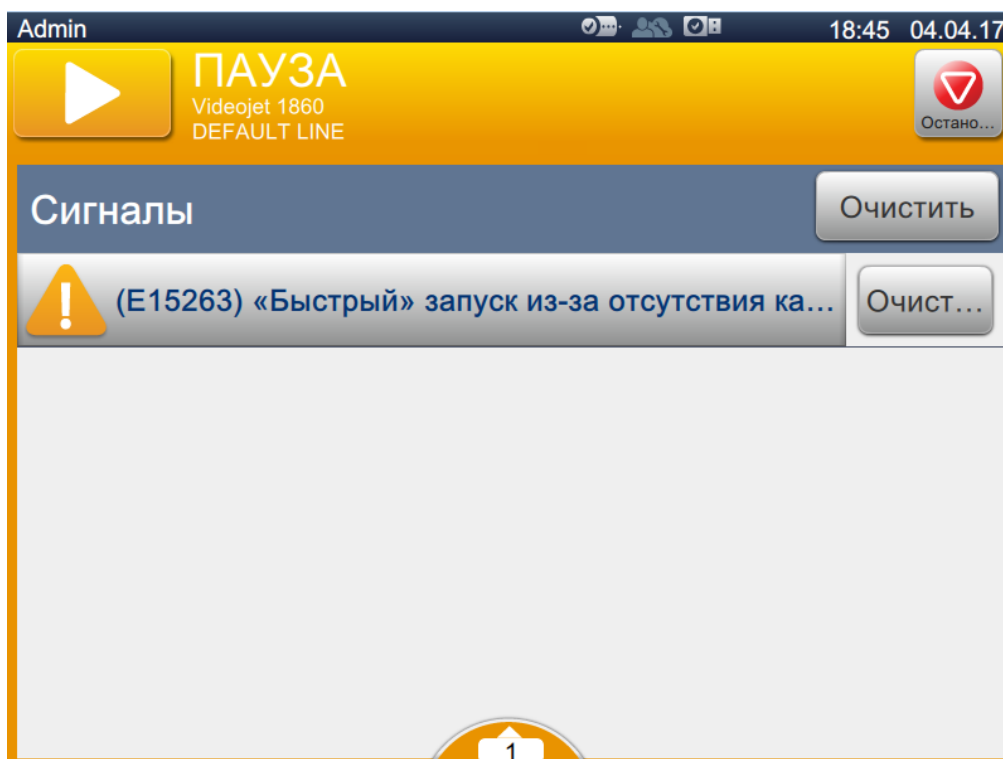 Admin 18:45 04.04.17
ПАУЗА
Videojet 1860
DEFAULT LINE
Остано...
Сигналы
Очистить
(E15263) «Быстрый» запуск из-за отсутствия ка...
Очист...
1